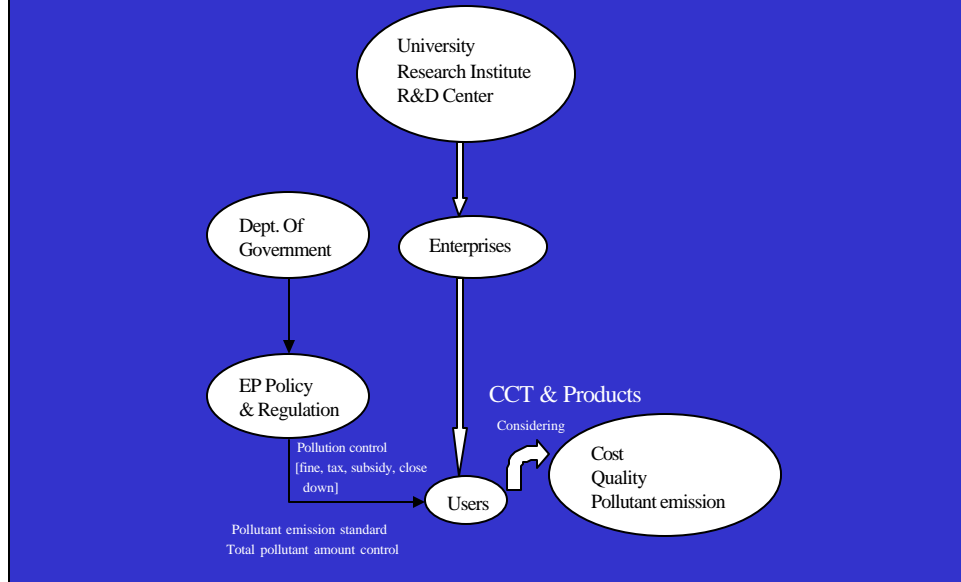 University
Research Institute
R&D Center
Dept. Of
Government
Enterprises
EP Policy
& Regulation
CCT & Products
Considering
Pollution control
[fine, tax, subsidy, close
down]
Cost
Quality
Pollutant emission
Users
Pollutant emission standard
Total pollutant amount control